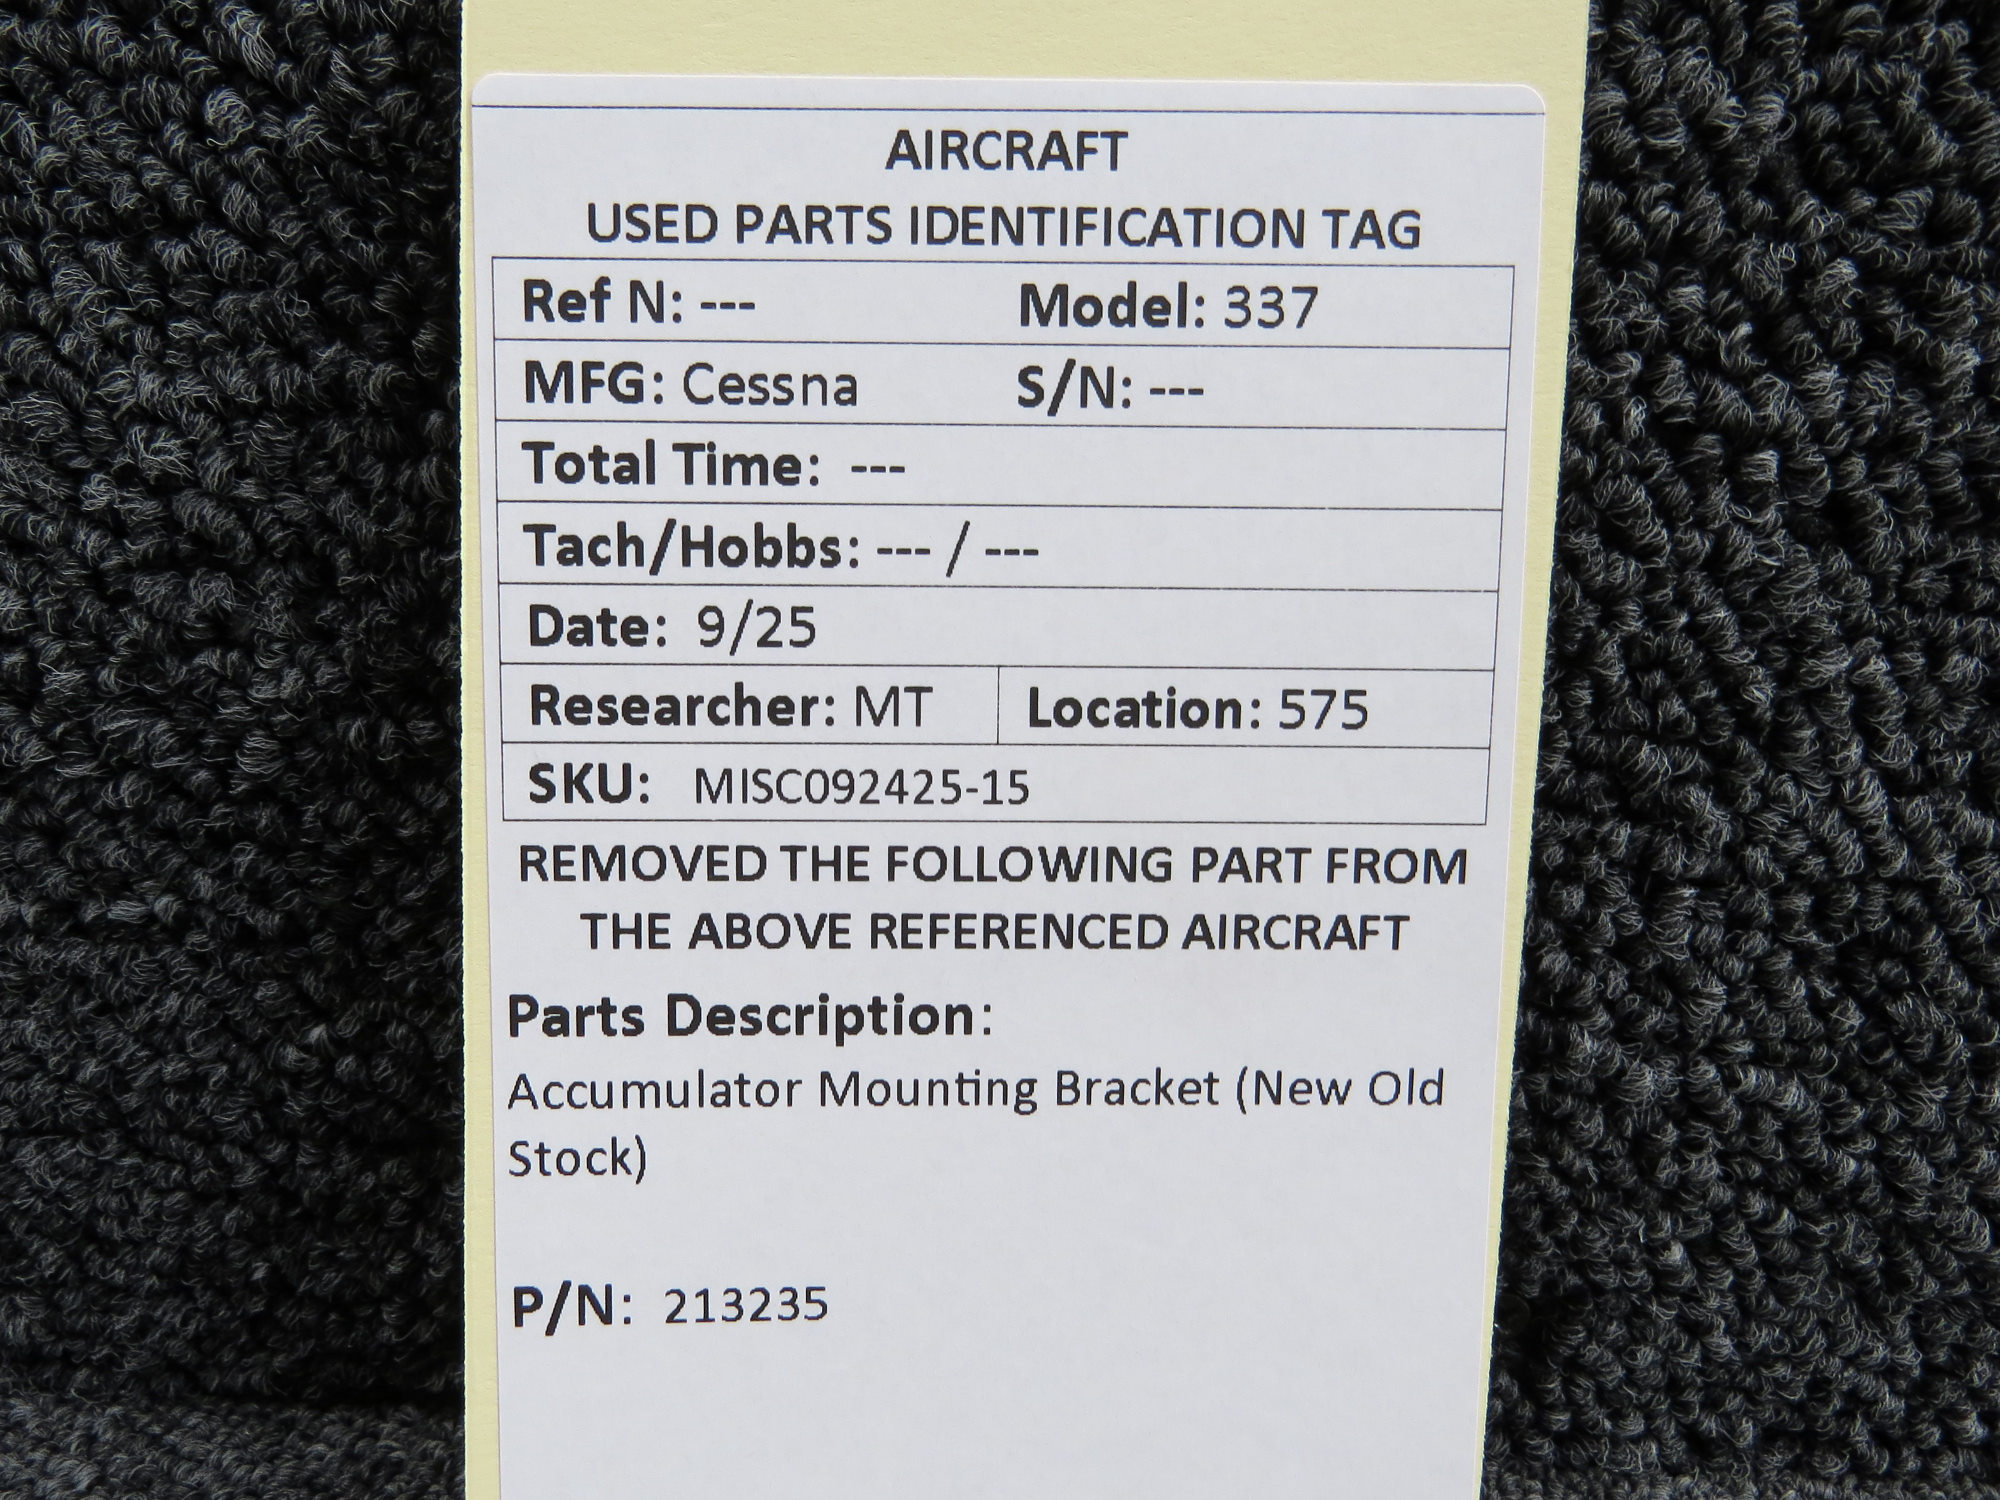 AIRCRAFT
USED PARTS IDENTIFICATION TAG
Ref N: --- Model: 337
MFG: Cessna S/N: ---
Total Time: ---
Tach/Hobbs: --- / ---
Date: 9/25
Researcher: MT Location: 575
SKU: MISC092425-15
REMOVED THE FOLLOWING PART FROM
THE ABOVE REFERENCED AIRCRAFT
Parts Description:
Accumulator Mounting Bracket (New Old
Stock)
P/N: 213235